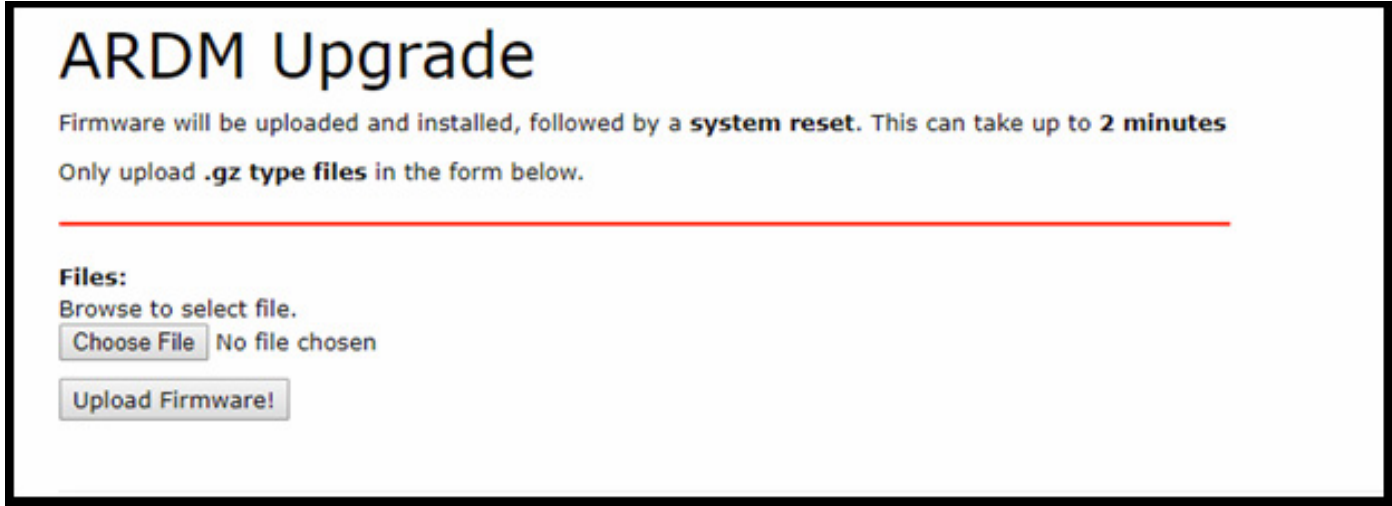 ARDM Upgrade
Firmware will be uploaded and installed, followed by a system reset. This can take up to 2 minutes
Only upload .gz type files in the form below.
Files:
Browse to select file.
Choose File No file chosen
Upload Firmware!